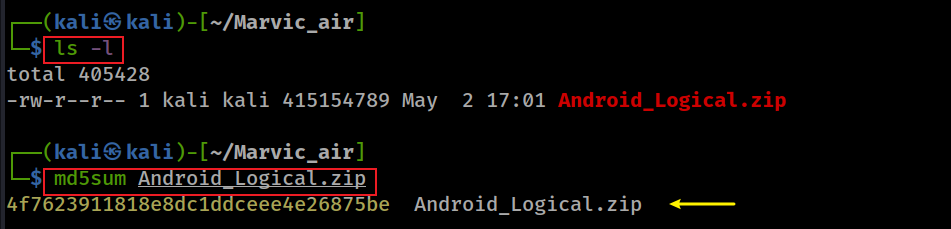 ┌──(kali㉿kali)-[~/Marvic_air]
└─$ ls -l
total 405428
-rw-r--r-- 1 kali kali 415154789 May  2 17:01 Android_Logical.zip
┌──(kali㉿kali)-[~/Marvic_air]
└─$ md5sum Android_Logical.zip
4f7623911818e8dc1ddceee4e26875be  Android_Logical.zip